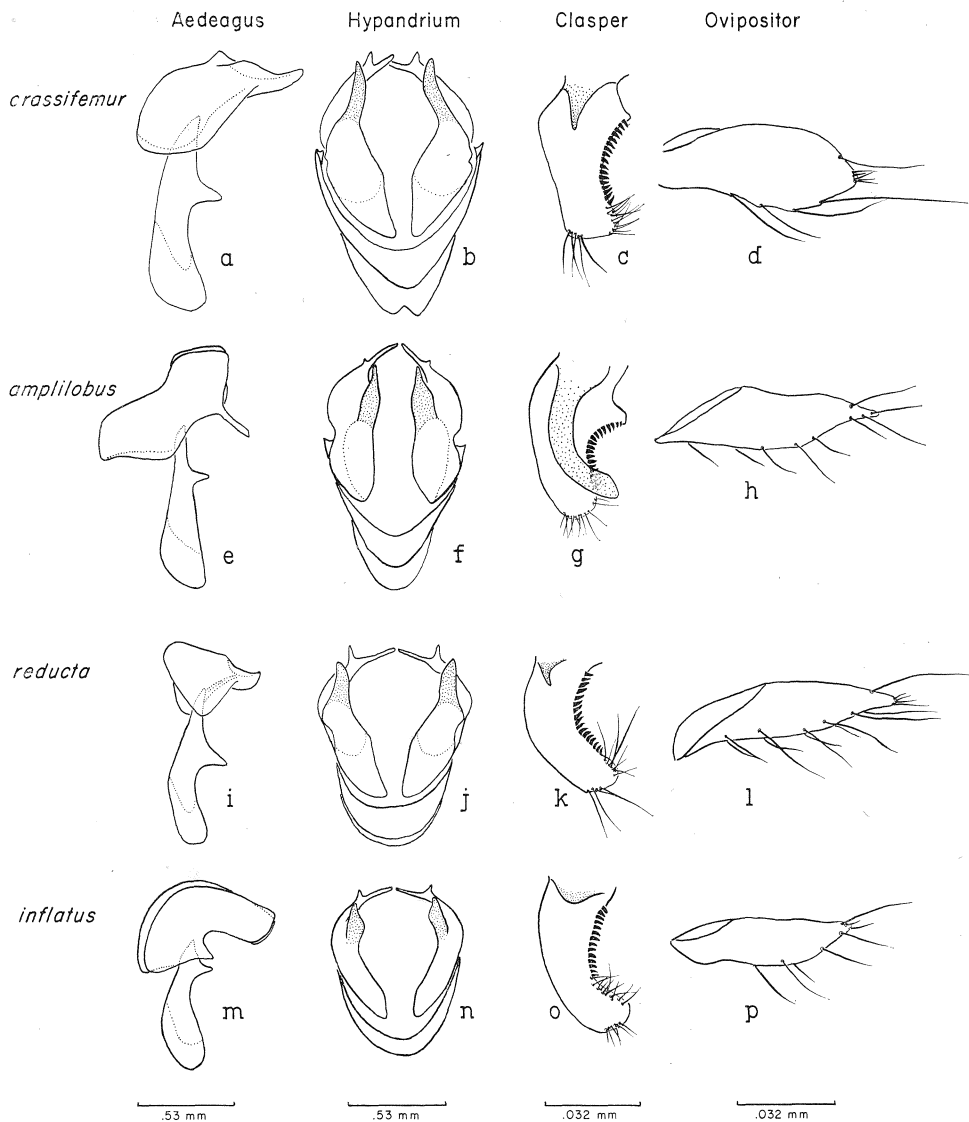 Aedeagus Hypandrium Clasper Ovipositor
crassifemur
a b c d
amplilobus
e f g h
reducta
i j k l
inflatus
m n o p
.53 mm .53 mm .032 mm .032 mm